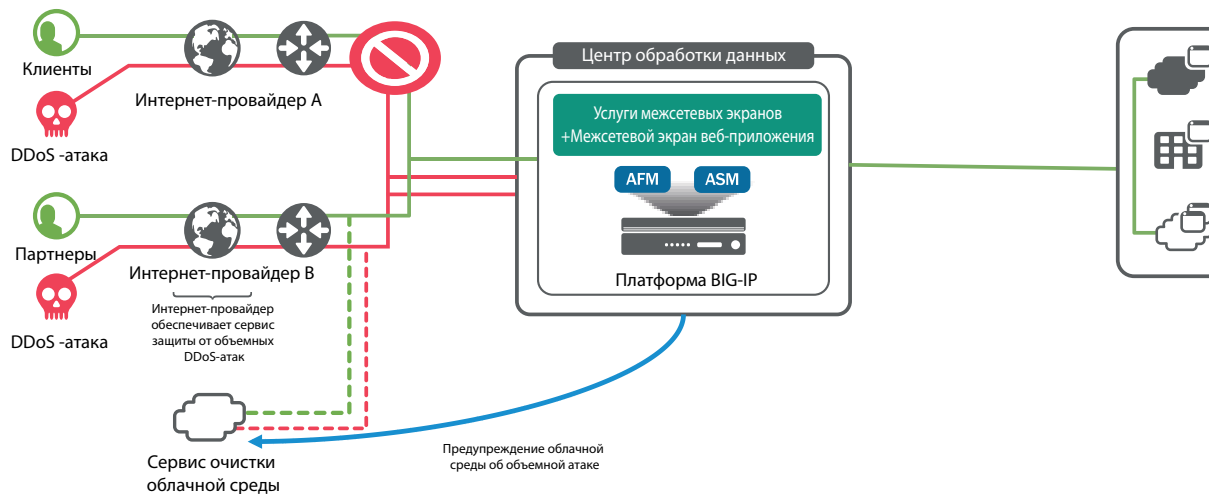 Клиенты
Интернет-провайдер А
DDoS -атака
Партнеры
Интернет-провайдер В
Интернет-провайдер
обеспечивает сервис
защиты от объемных
DDoS-атак
DDoS -атака
Сервис очистки
облачной среды
Центр обработки данных
Услуги межсетевых экранов
+Межсетевой экран веб-приложения
AFM
ASM
Платформа BIG-IP
Предупреждение облачной
среды об объемной атаке